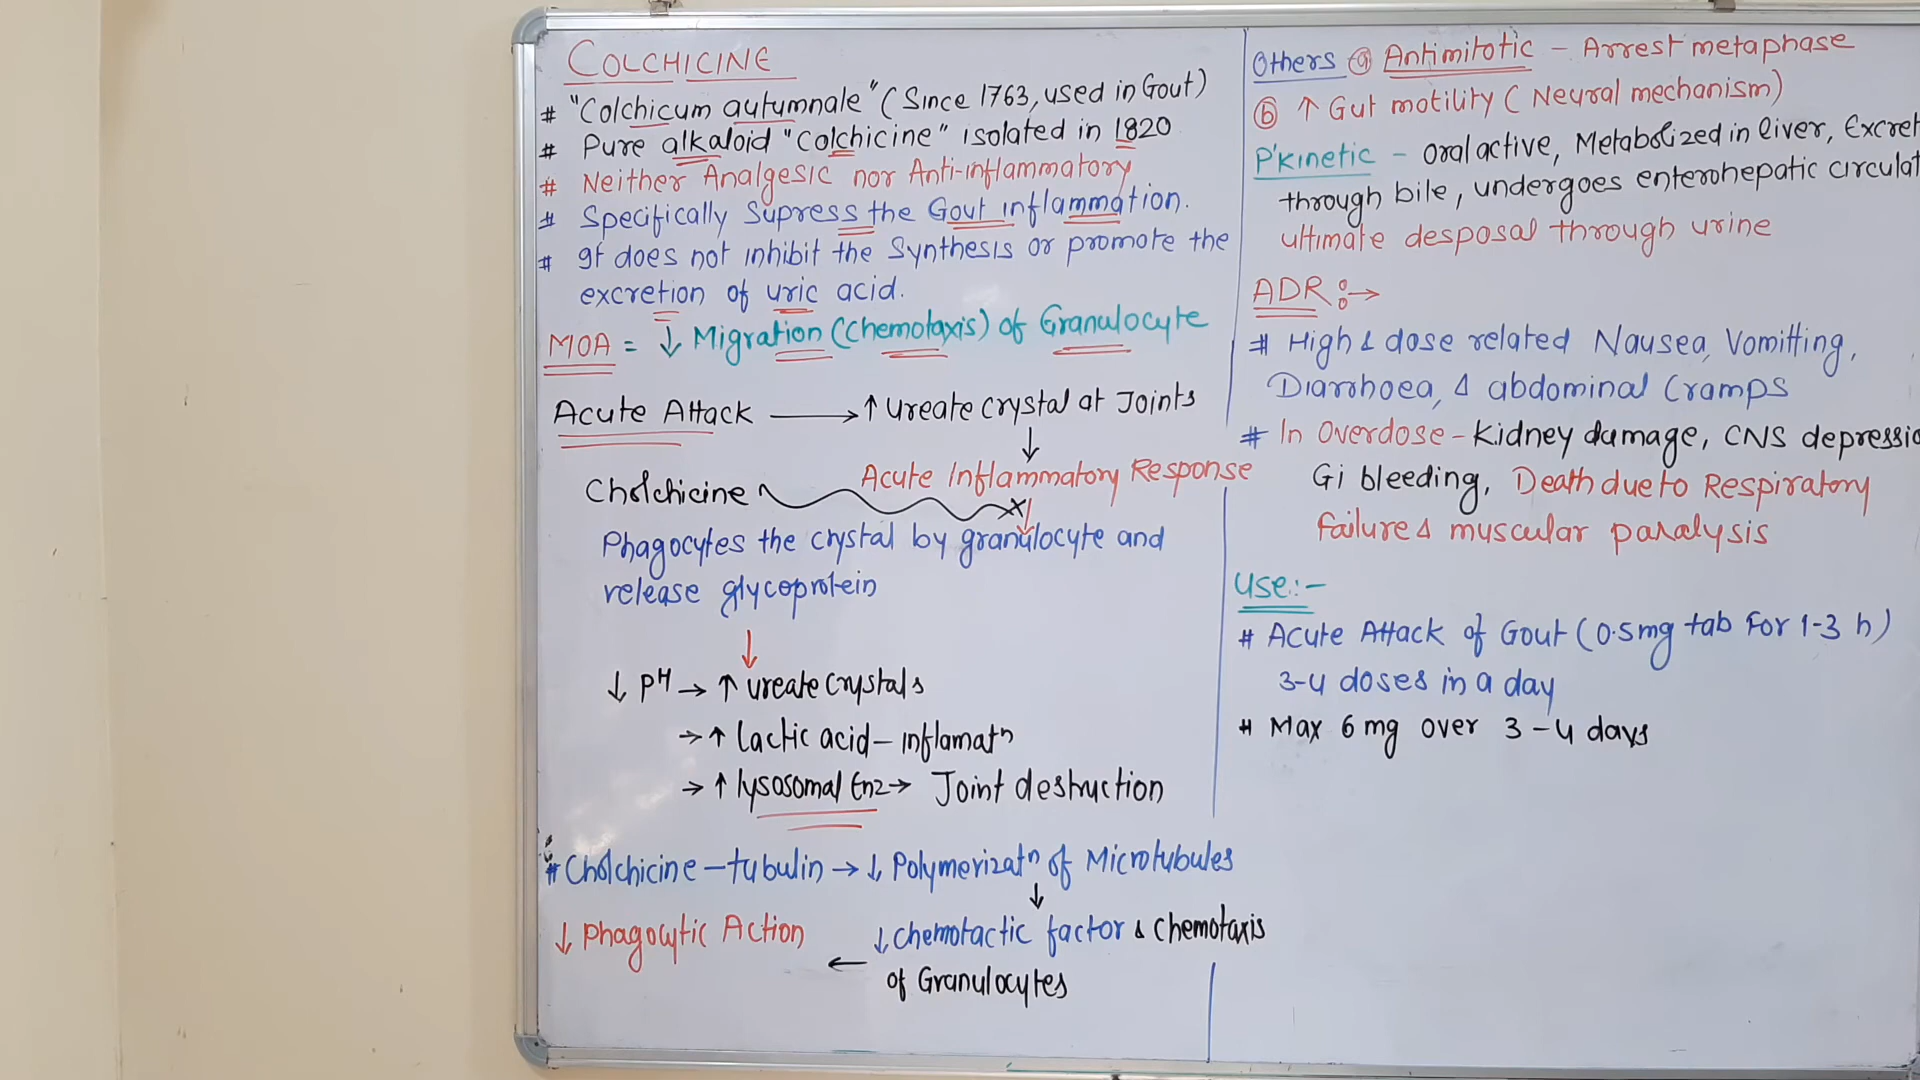 COLCHICINE
# "Colchicum autumnale" (Since 1763, used in Gout)
# Pure alkaloid "Colchicine" isolated in 1820
# Neither Analgesic nor Anti-inflammatory
# Specifically Supress the Gout inflammation.
# It does not inhibit the Synthesis or promote the
excretion of uric acid.
MOA = ↓ Migration (Chemotaxis) of Granulocyte
Acute Attack → ↑ Ureate crystal at Joints
↓
Acute Inflammatory Response
Cholchicine
Phagocytes the crystal by granulocyte and
release glycoprotein
↓
↓ PH → ↑ ureate crystals
→ ↑ Lactic acid – inflamatn
→ ↑ lysosomal Enz → Joint destruction
# Cholchicine – tubulin → ↓ Polymerizatn of Microtubules
↓
↓ Phagocytic Action ← ↓ chemotactic factor & Chemotaxis
of Granulocytes
Others ⓐ Antimitotic – Arrest metaphase
ⓑ ↑ Gut motility (Neural mechanism)
P'kinetic – oral active, Metabolized in liver, Excret
through bile, undergoes enterohepatic circulat
ultimate desposal through urine
ADR :→
# High & dose related Nausea, Vomitting,
Diarrhoea, & abdominal Cramps
# In Overdose – Kidney damage, CNS depressio
Gi bleeding, Death due to Respiratory
failure & muscular paralysis
Use:–
# Acute Attack of Gout (0.5mg tab For 1-3 h)
3-4 doses in a day
# Max 6 mg over 3 – 4 days